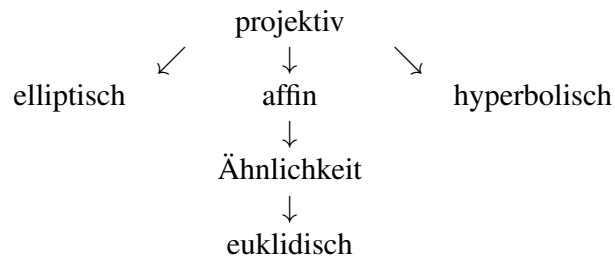 projektiv
elliptisch affin hyperbolisch
Ähnlichkeit
euklidisch